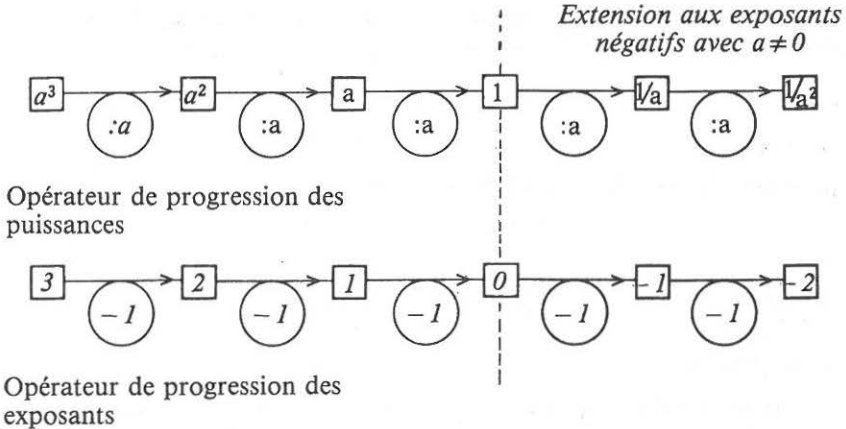 Extension aux exposants
négatifs avec a ≠ 0
a³ a² a 1 1/a 1/a²
:a :a :a :a :a
Opérateur de progression des
puissances
3 2 1 0 -1 -2
-1 -1 -1 -1 -1
Opérateur de progression des
exposants